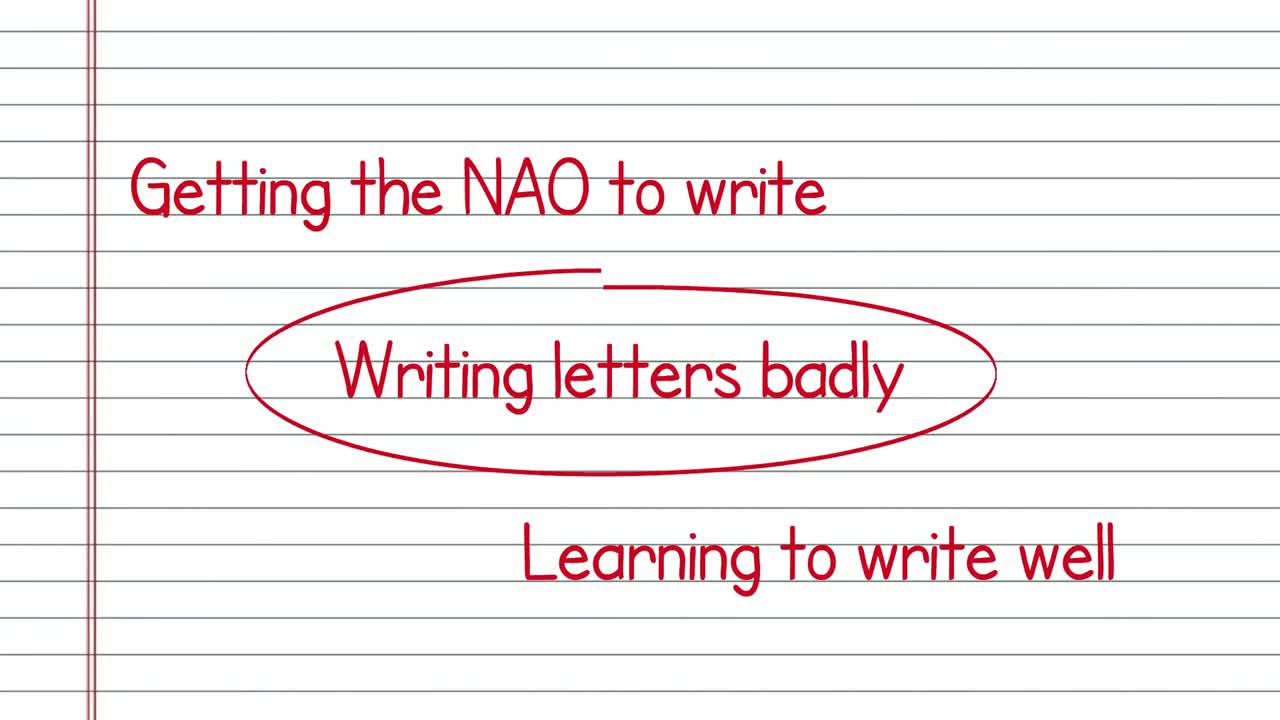 Getting the NAO to write
Writing letters badly
Learning to write well